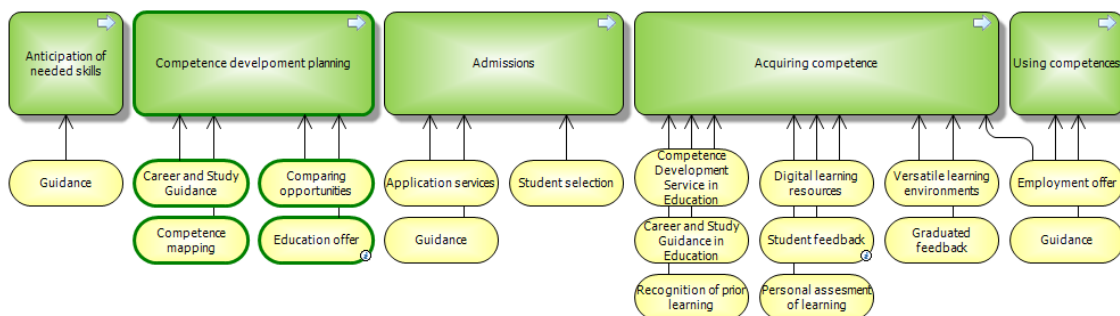 Anticipation of
needed skills
Competence develpoment planning
Admissions
Acquiring competence
Using competences
Guidance
Career and Study
Guidance
Comparing
opportunities
Application services
Student selection
Competence
Development
Service in
Education
Digital learning
resources
Versatile learning
environments
Employment offer
Competence
mapping
Education offer
Guidance
Career and Study
Guidance in
Education
Student feedback
Graduated
feedback
Guidance
Recognition of prior
learning
Personal assesment
of learning